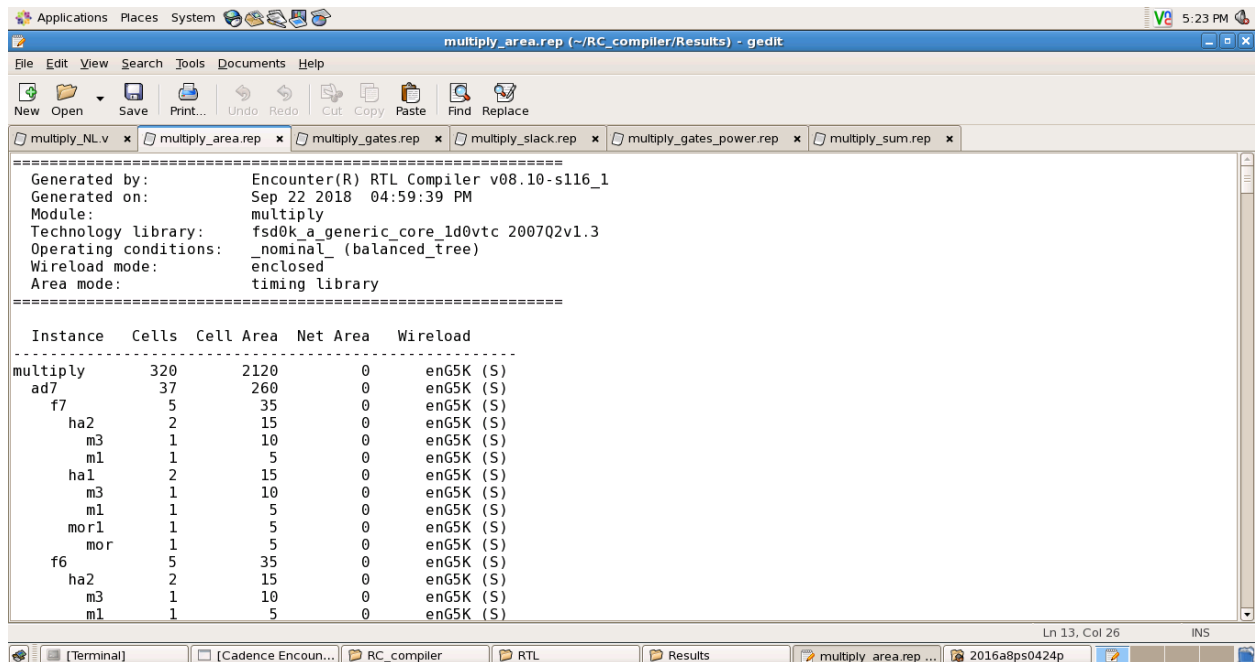 Applications Places System 5:23 PM
multiply_area.rep (~/RC_compiler/Results) - gedit
File Edit View Search Tools Documents Help
New Open Save Print... Undo Redo Cut Copy Paste Find Replace
multiply_NL.v multiply_area.rep multiply_gates.rep multiply_slack.rep multiply_gates_power.rep multiply_sum.rep
============================================================
Generated by: Encounter(R) RTL Compiler v08.10-s116_1
Generated on: Sep 22 2018 04:59:39 PM
Module: multiply
Technology library: fsd0k_a_generic_core_1d0vtc 2007Q2v1.3
Operating conditions: _nominal_ (balanced_tree)
Wireload mode: enclosed
Area mode: timing library
============================================================
Instance Cells Cell Area Net Area Wireload
-------------------------------------------------------
multiply 320 2120 0 enG5K (S)
ad7 37 260 0 enG5K (S)
f7 5 35 0 enG5K (S)
ha2 2 15 0 enG5K (S)
m3 1 10 0 enG5K (S)
m1 1 5 0 enG5K (S)
ha1 2 15 0 enG5K (S)
m3 1 10 0 enG5K (S)
m1 1 5 0 enG5K (S)
mor1 1 5 0 enG5K (S)
mor 1 5 0 enG5K (S)
f6 5 35 0 enG5K (S)
ha2 2 15 0 enG5K (S)
m3 1 10 0 enG5K (S)
m1 1 5 0 enG5K (S)
Ln 13, Col 26 INS
[Terminal] [Cadence Encoun... RC_compiler RTL Results multiply_area.rep ... 2016a8ps0424p